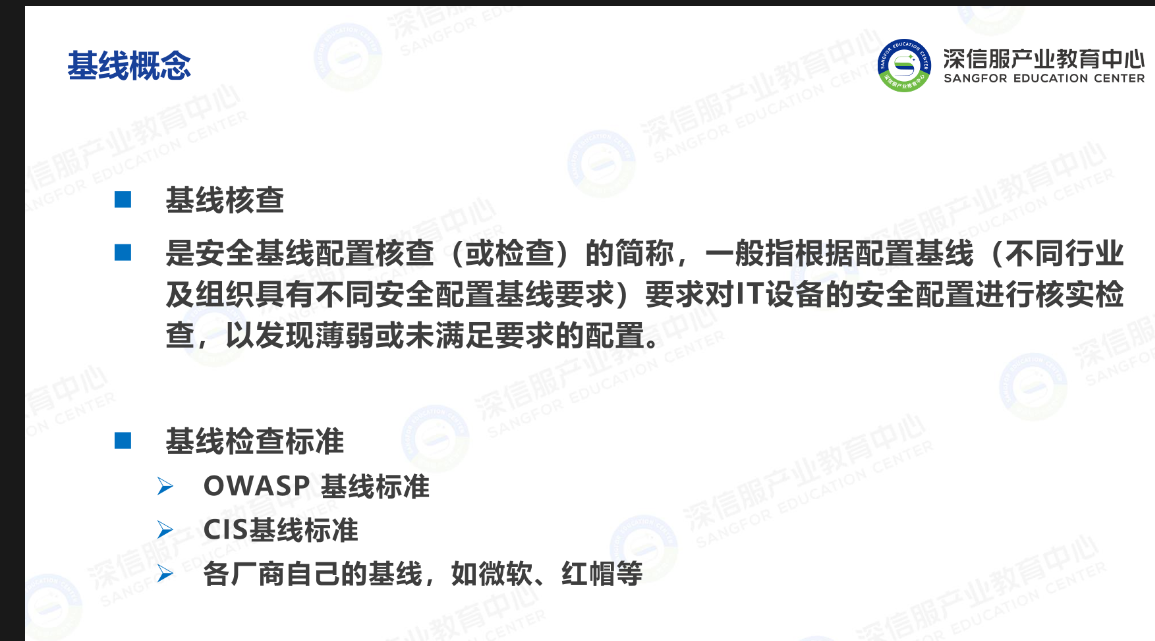 基线概念
深信服产业教育中心
SANGFOR EDUCATION CENTER
基线核查
是安全基线配置核查（或检查）的简称，一般指根据配置基线（不同行业
及组织具有不同安全配置基线要求）要求对IT设备的安全配置进行核实检
查，以发现薄弱或未满足要求的配置。
基线检查标准
OWASP 基线标准
CIS基线标准
各厂商自己的基线，如微软、红帽等